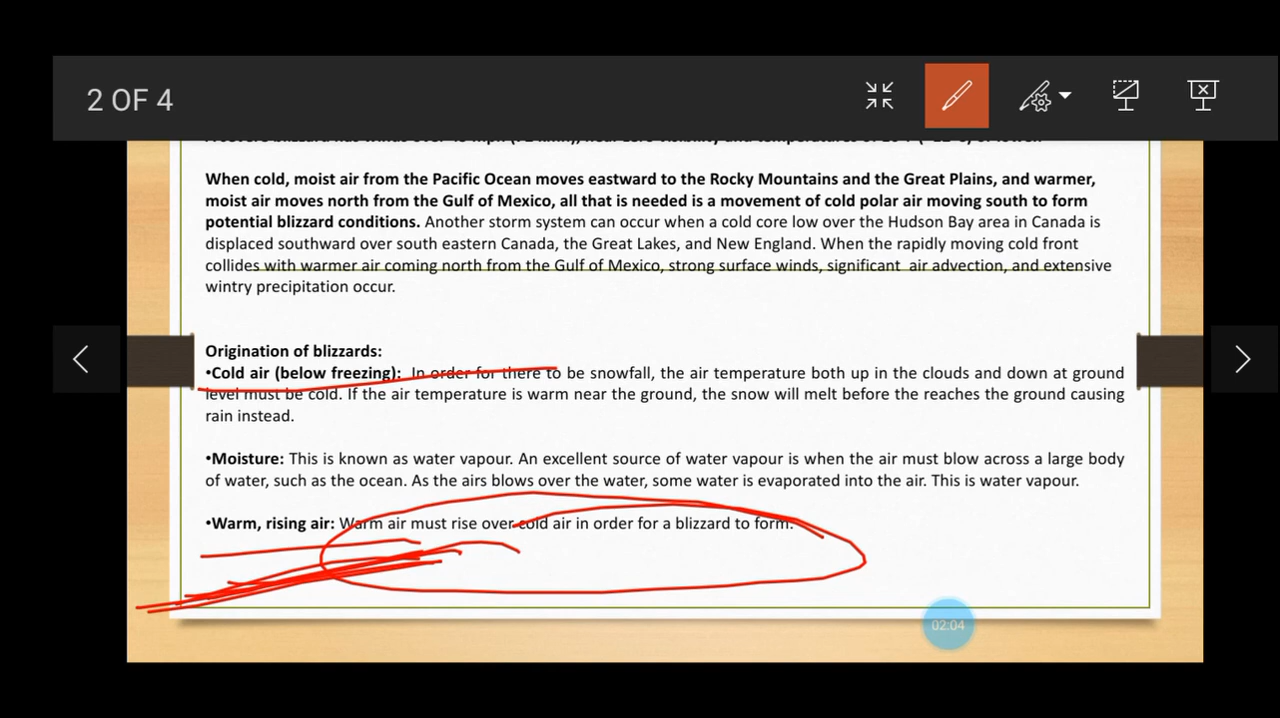 2 OF 4
When cold, moist air from the Pacific Ocean moves eastward to the Rocky Mountains and the Great Plains, and warmer,
moist air moves north from the Gulf of Mexico, all that is needed is a movement of cold polar air moving south to form
potential blizzard conditions. Another storm system can occur when a cold core low over the Hudson Bay area in Canada is
displaced southward over south eastern Canada, the Great Lakes, and New England. When the rapidly moving cold front
collides with warmer air coming north from the Gulf of Mexico, strong surface winds, significant air advection, and extensive
wintry precipitation occur.
Origination of blizzards:
•Cold air (below freezing): In order for there to be snowfall, the air temperature both up in the clouds and down at ground
level must be cold. If the air temperature is warm near the ground, the snow will melt before the reaches the ground causing
rain instead.
•Moisture: This is known as water vapour. An excellent source of water vapour is when the air must blow across a large body
of water, such as the ocean. As the airs blows over the water, some water is evaporated into the air. This is water vapour.
•Warm, rising air: Warm air must rise over cold air in order for a blizzard to form.
02:04